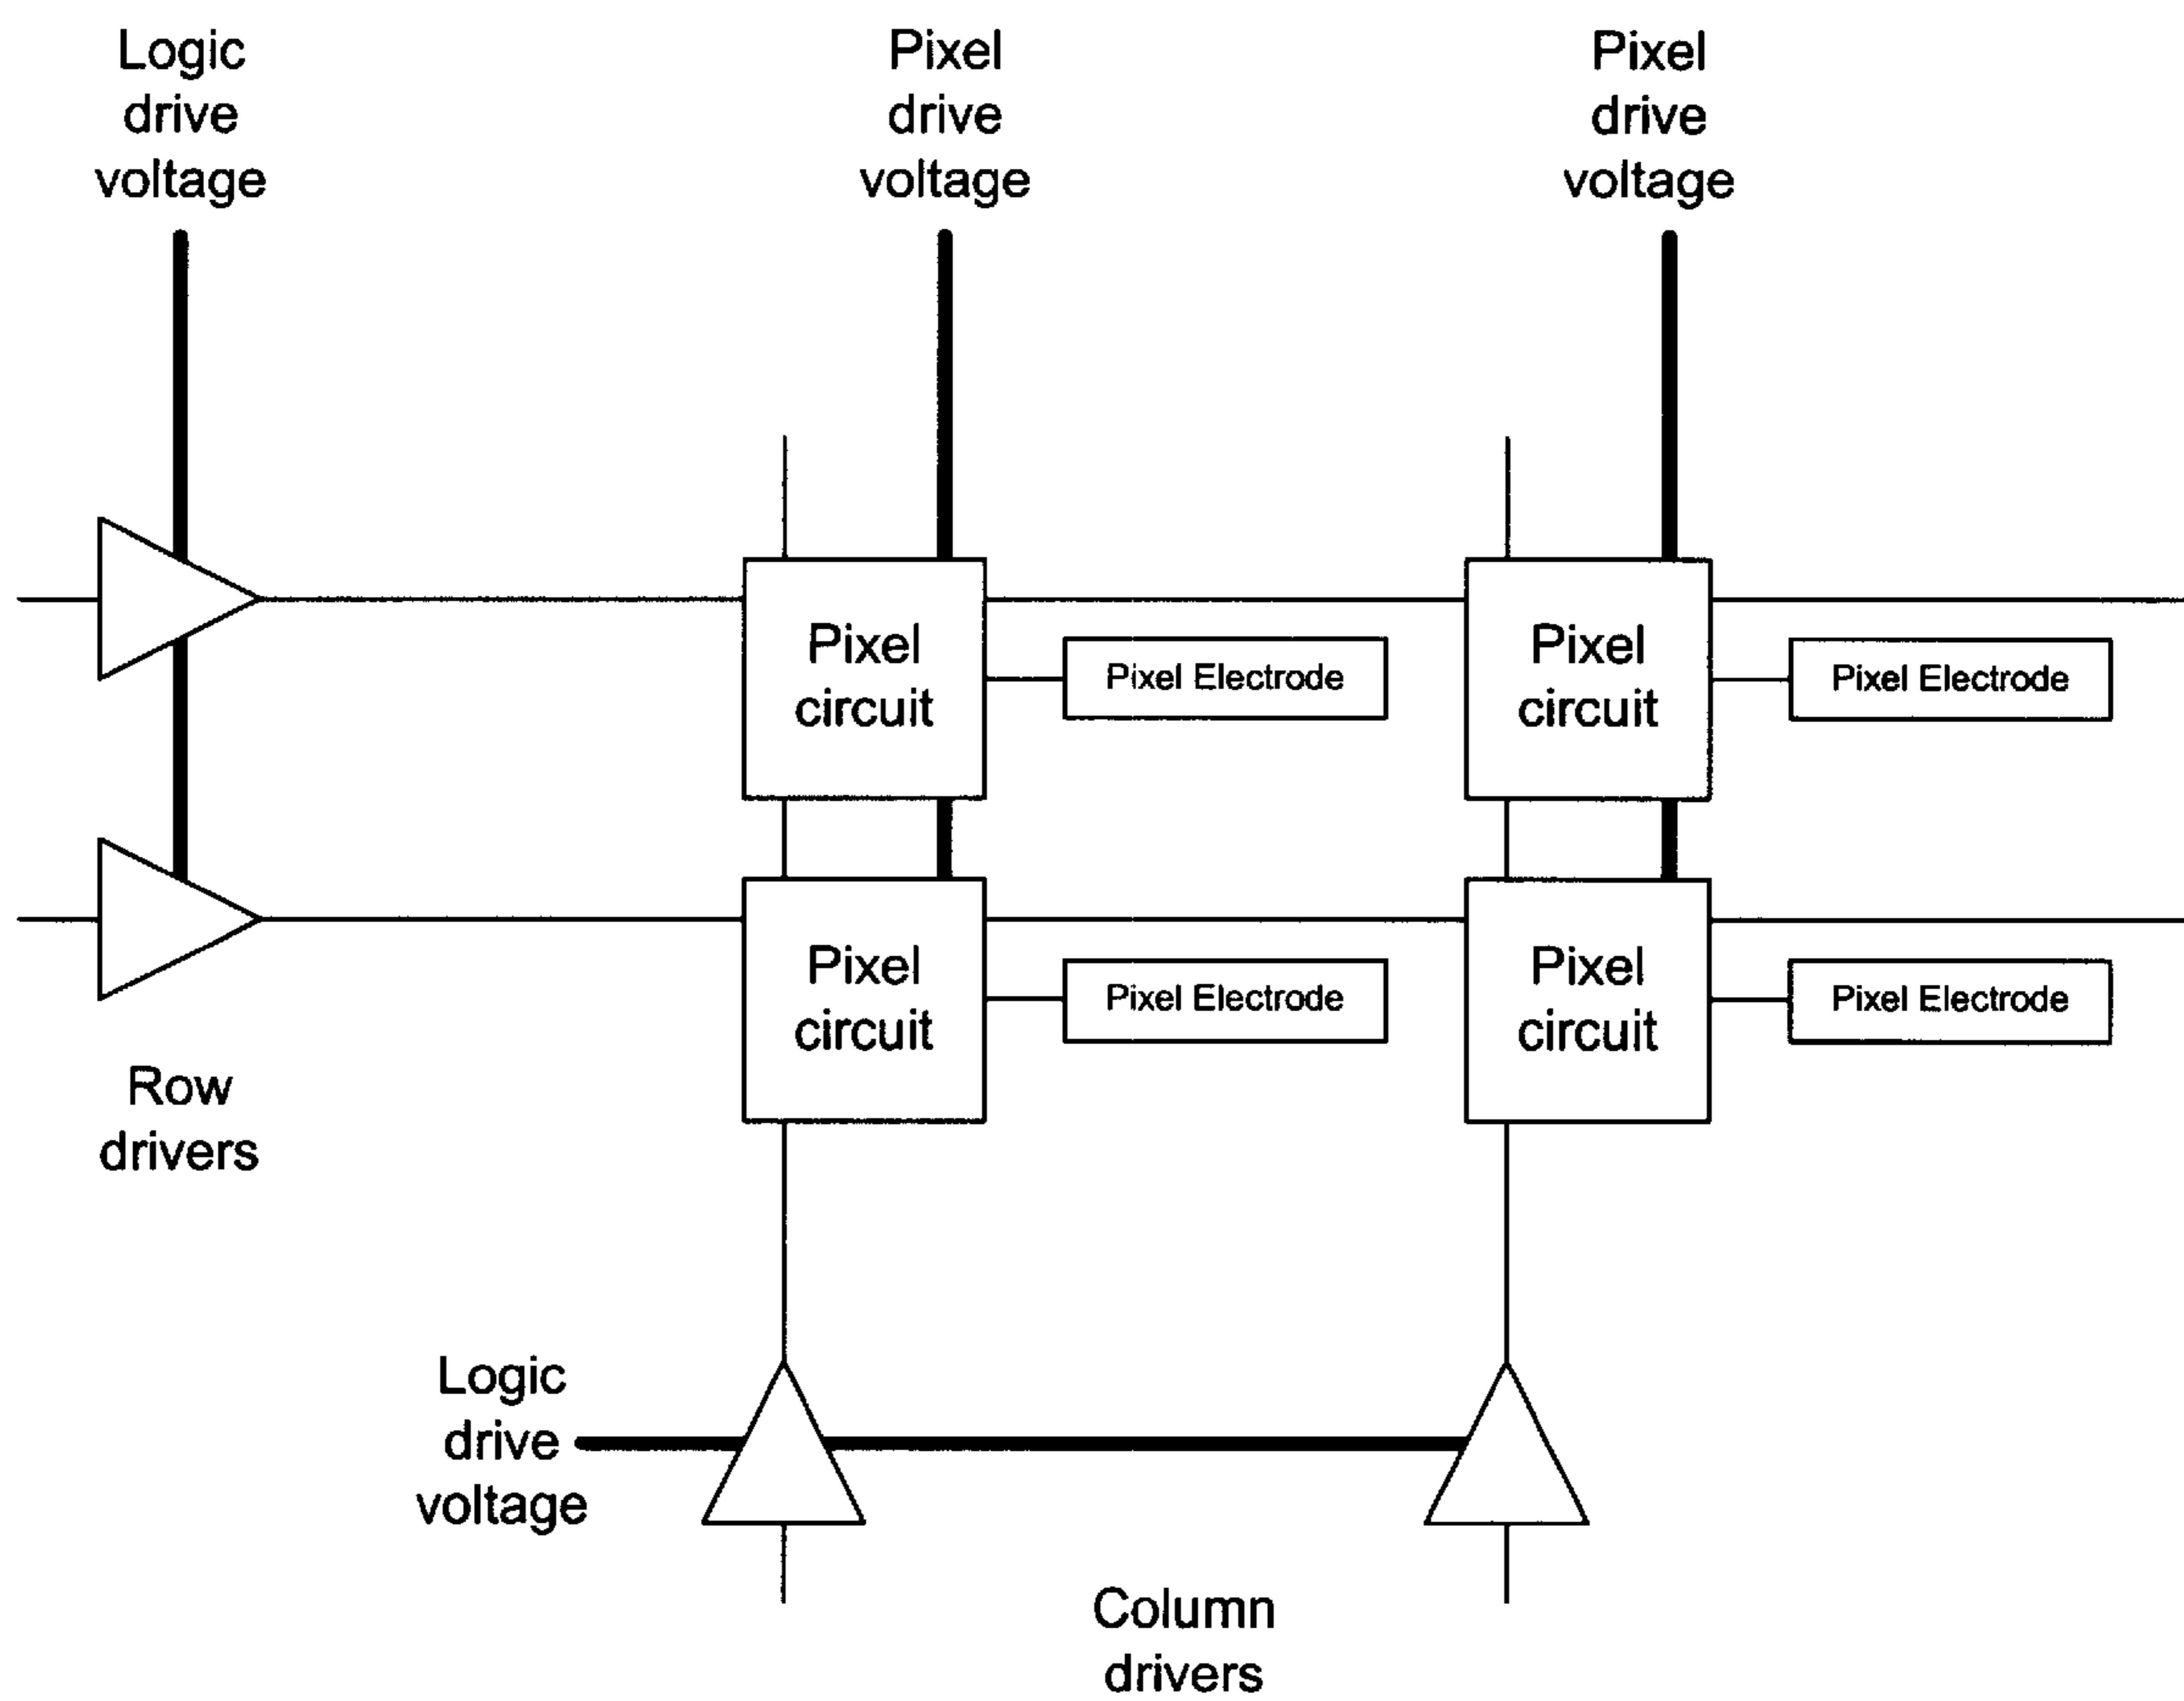 Logic
drive
voltage
Pixel
drive
voltage
Pixel
drive
voltage
Pixel
circuit
Pixel Electrode
Pixel
circuit
Pixel Electrode
Pixel
circuit
Pixel Electrode
Pixel
circuit
Pixel Electrode
Row
drivers
Logic
drive
voltage
Column
drivers